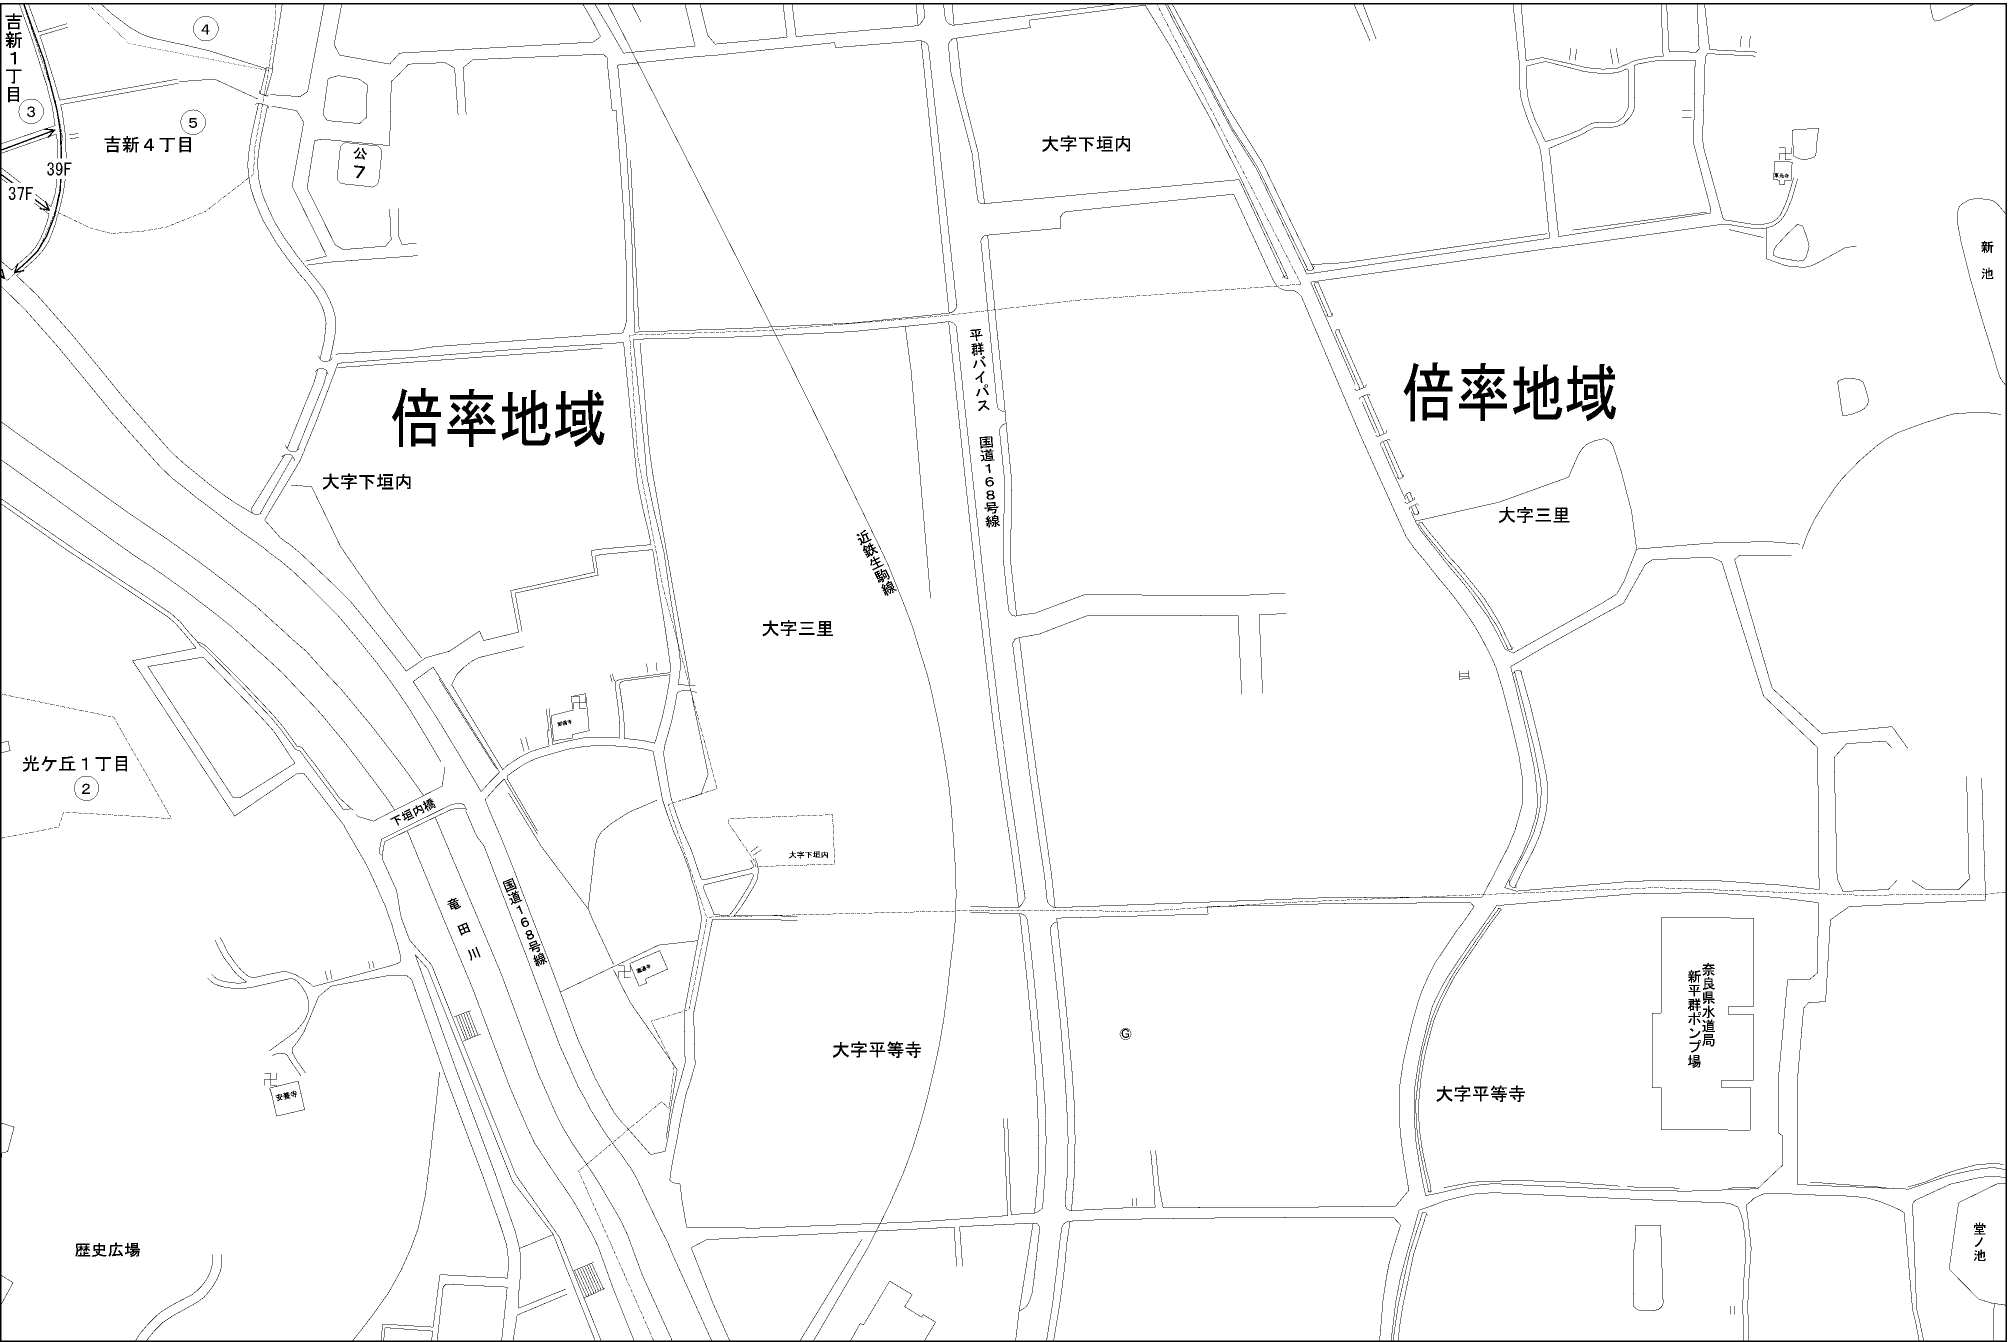 吉新1丁目
④
③
⑤
吉新4丁目
39F
37F
公
7
大字下垣内
新池
平群バイパス 国道168号線
倍率地域
倍率地域
大字下垣内
大字三里
近鉄生駒線
大字三里
光ケ丘1丁目
②
下垣内橋
大字下垣内
竜田川
国道168号線
奈良県水道局
新平群ポンプ場
G
大字平等寺
大字平等寺
安養寺
歴史広場
堂ノ池